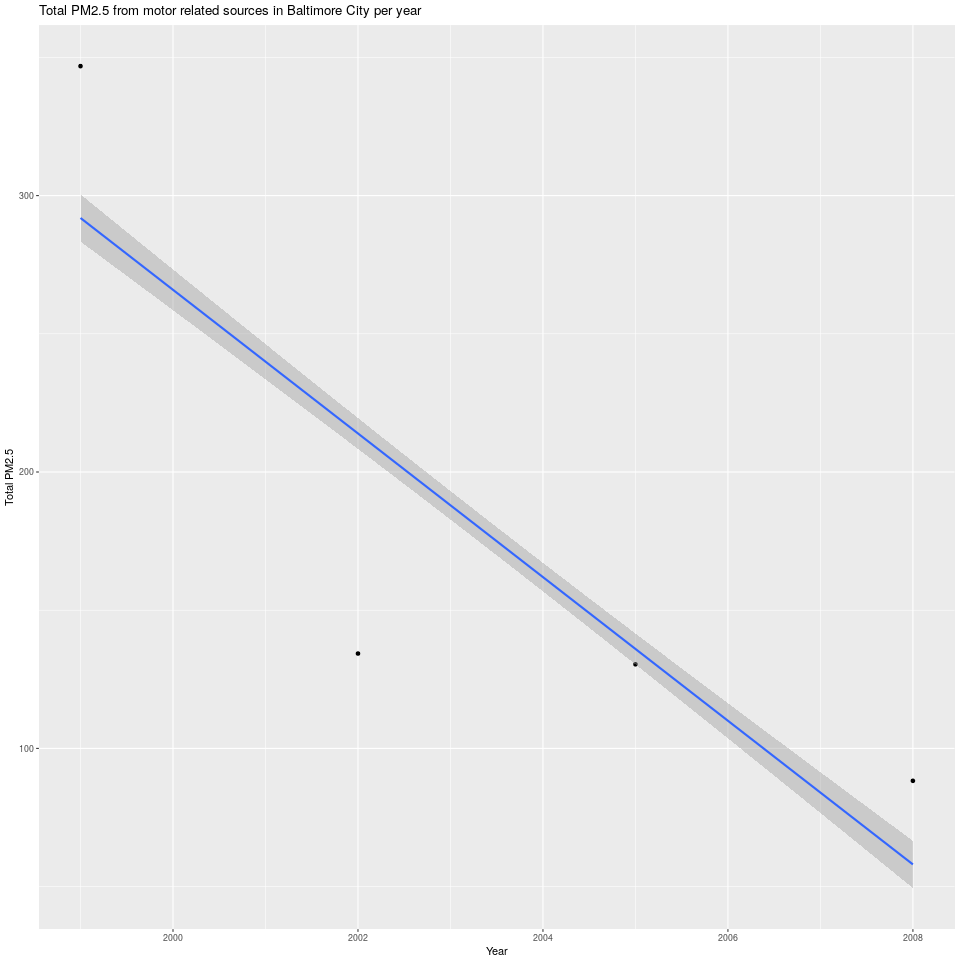 Total PM2.5 from motor related sources in Baltimore City per year
300
200
100
Total PM2.5
2000 2002 2004 2006 2008
Year